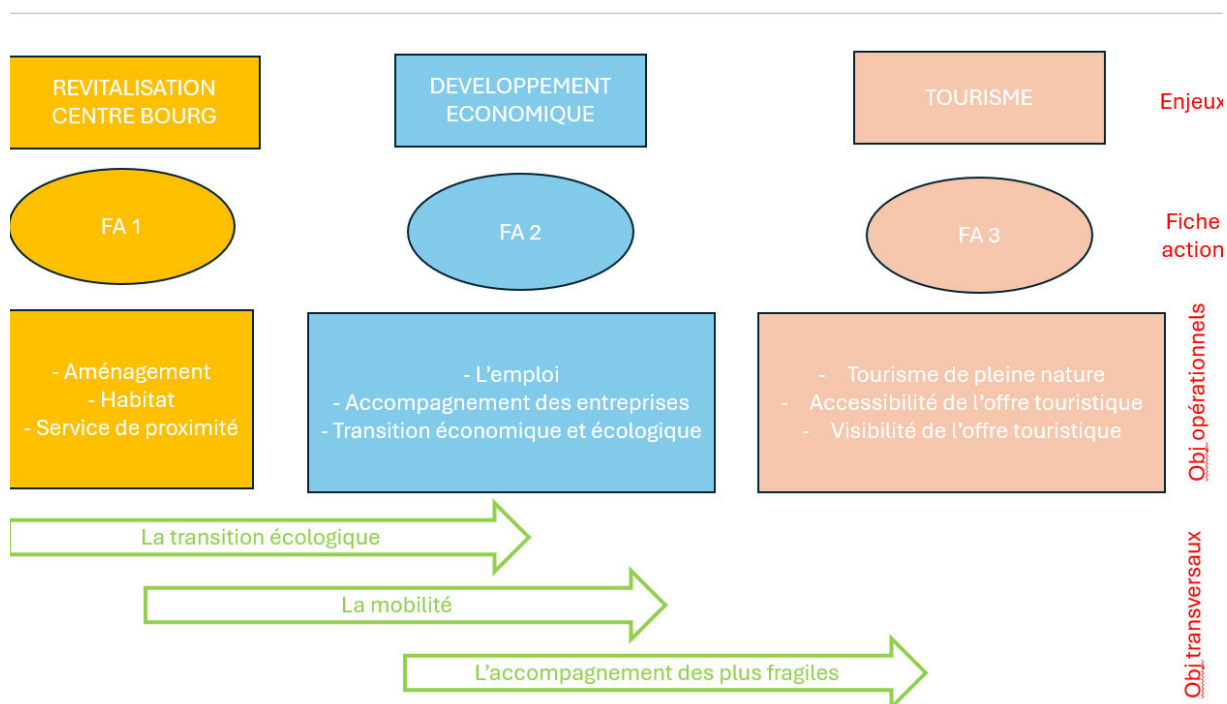 REVITALISATION
CENTRE BOURG
DEVELOPPEMENT
ECONOMIQUE
TOURISME
Enjeux
FA 1
FA 2
FA 3
Fiche
action
- Aménagement
- Habitat
- Service de proximité
- L'emploi
- Accompagnement des entreprises
- Transition économique et écologique
- Tourisme de pleine nature
- Accessibilité de l'offre touristique
- Visibilité de l'offre touristique
Obj opérationnels
La transition écologique
La mobilité
L'accompagnement des plus fragiles
Obj transversaux